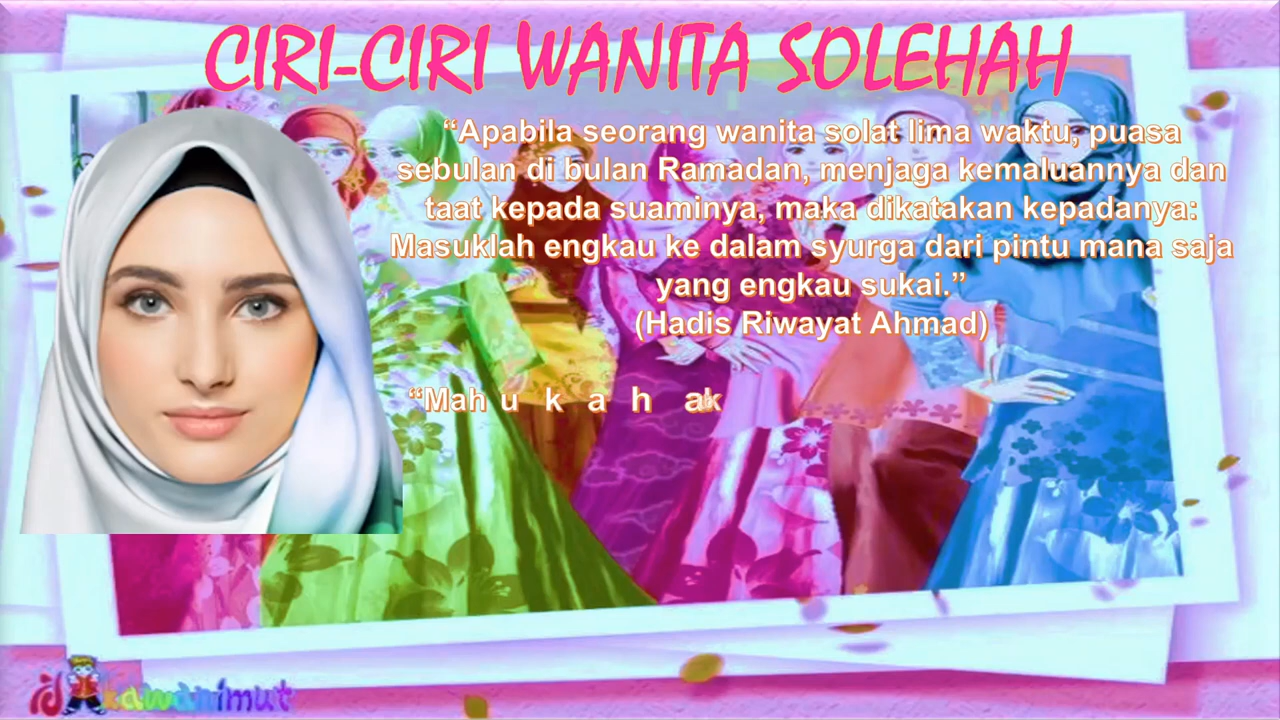 CIRI-CIRI WANITA SOLEHAH
“Apabila seorang wanita solat lima waktu, puasa
sebulan di bulan Ramadan, menjaga kemaluannya dan
taat kepada suaminya, maka dikatakan kepadanya:
Masuklah engkau ke dalam syurga dari pintu mana saja
yang engkau sukai.”
(Hadis Riwayat Ahmad)
“Mah u k a h
kawanimut